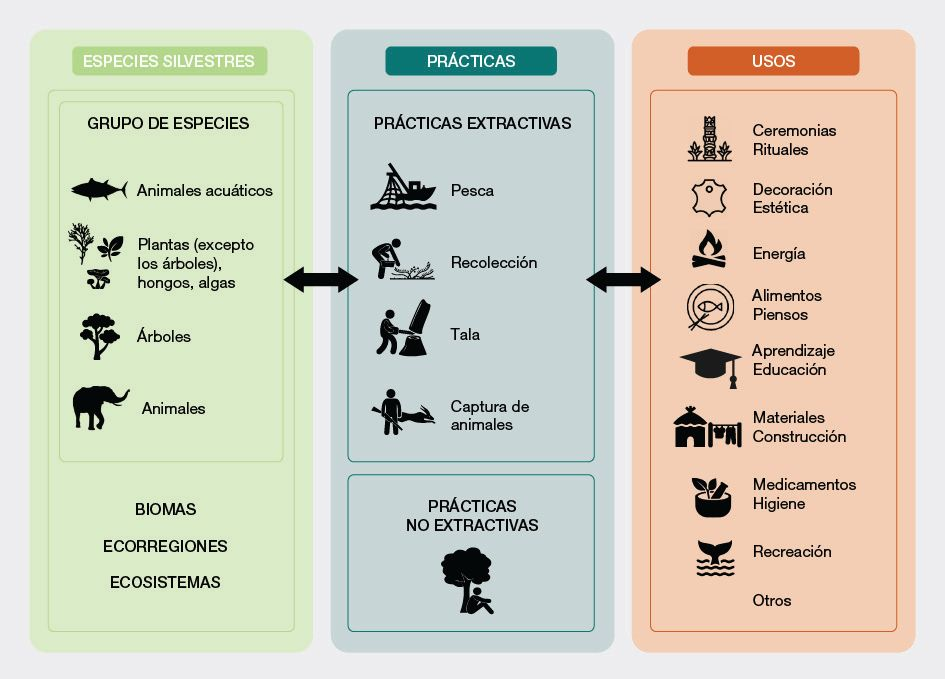 ESPECIES SILVESTRES
GRUPO DE ESPECIES
Animales acuáticos
Plantas (excepto
los árboles),
hongos, algas
Árboles
Animales
BIOMAS
ECORREGIONES
ECOSISTEMAS
PRÁCTICAS
PRÁCTICAS EXTRACTIVAS
Pesca
Recolección
Tala
Captura de
animales
PRÁCTICAS
NO EXTRACTIVAS
USOS
Ceremonias
Rituales
Decoración
Estética
Energía
Alimentos
Piensos
Aprendizaje
Educación
Materiales
Construcción
Medicamentos
Higiene
Recreación
Otros